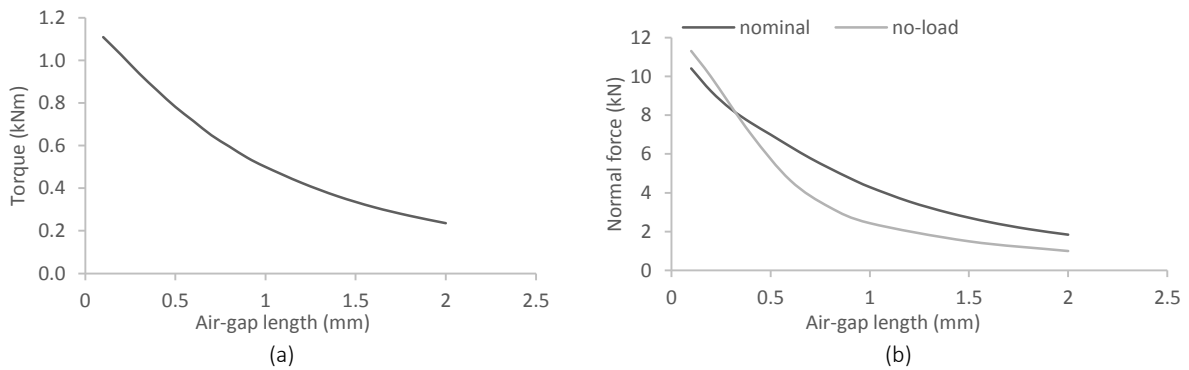 1.2
1.0
0.8
0.6
0.4
0.2
0.0
Torque (kNm)
0 0.5 1 1.5 2 2.5
Air-gap length (mm)
(a)
nominal no-load
12
10
8
6
4
2
0
Normal force (kN)
0 0.5 1 1.5 2 2.5
Air-gap length (mm)
(b)